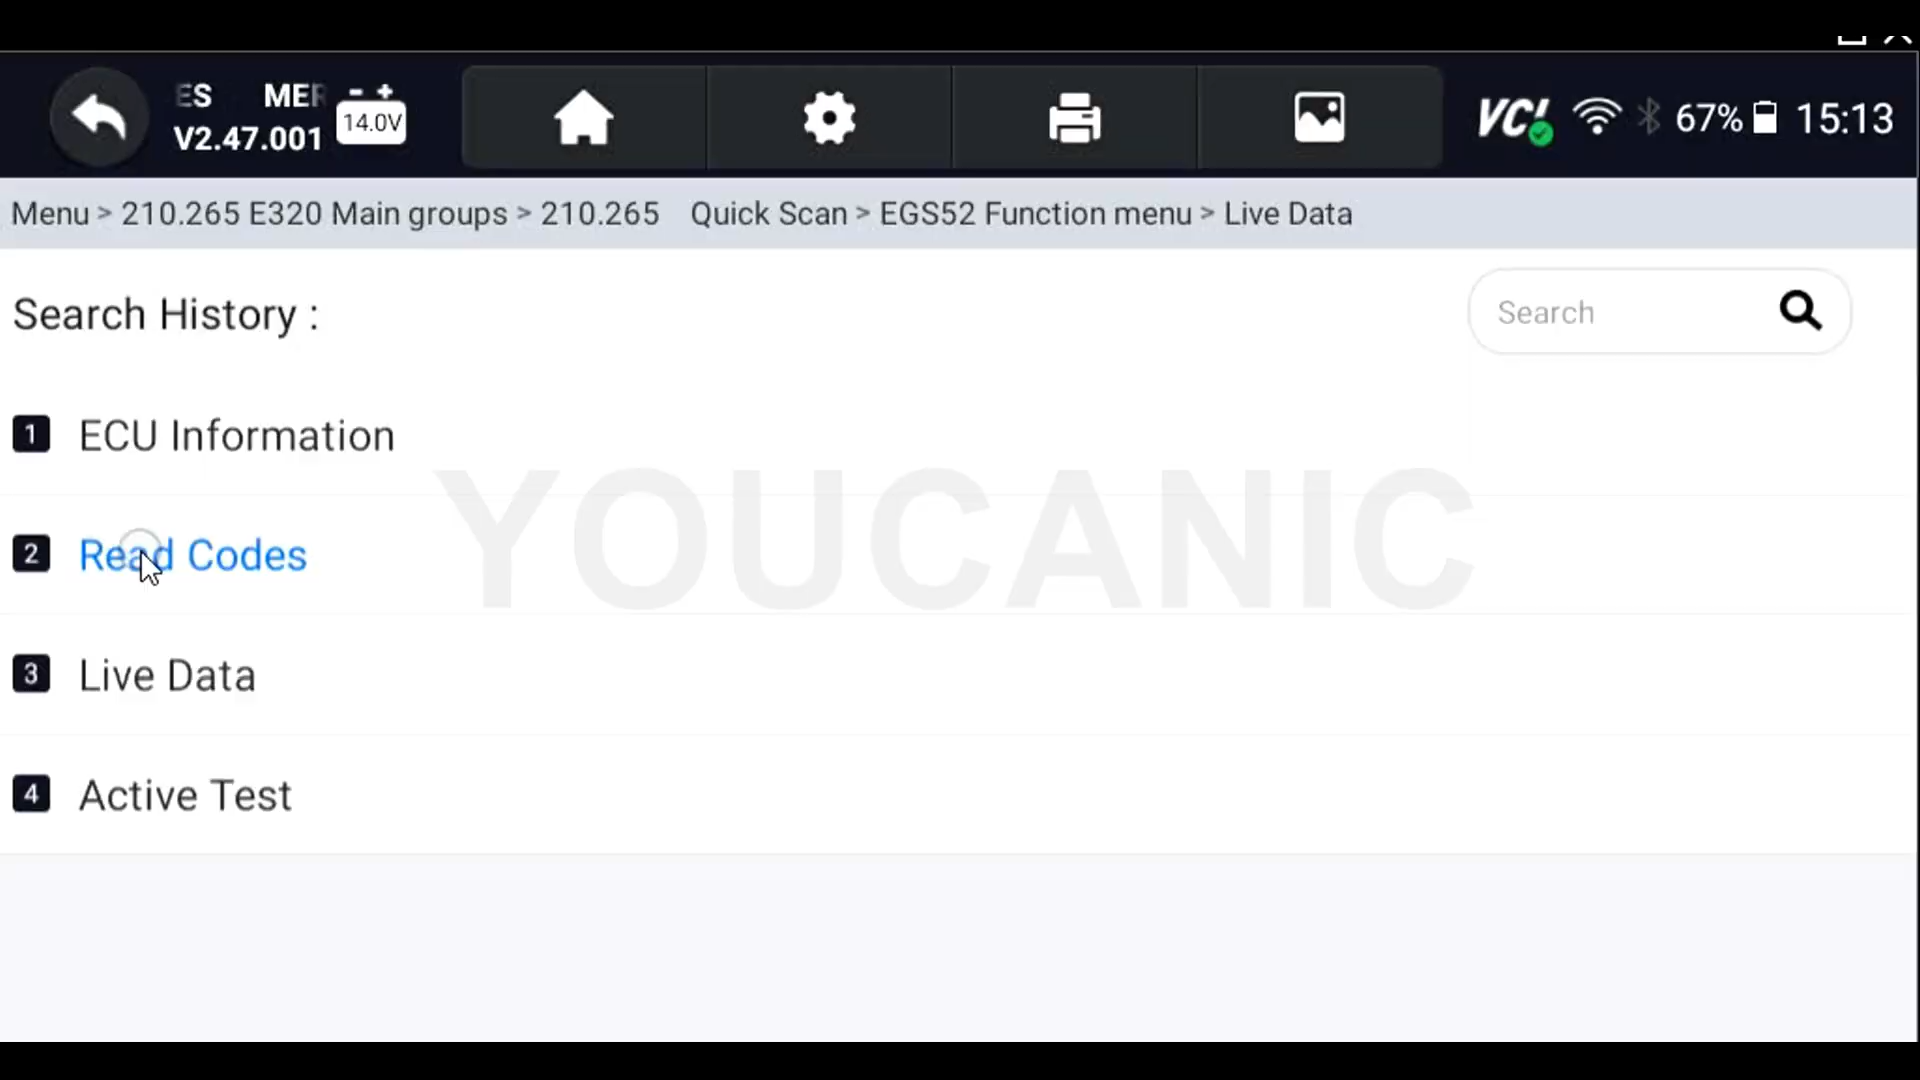 ES MER
V2.47.001
14.0V
VCI
67%
15:13
Menu > 210.265 E320 Main groups > 210.265 Quick Scan > EGS52 Function menu > Live Data
Search History :
Search
1 ECU Information
2 Read Codes
3 Live Data
4 Active Test
YOUCANIC